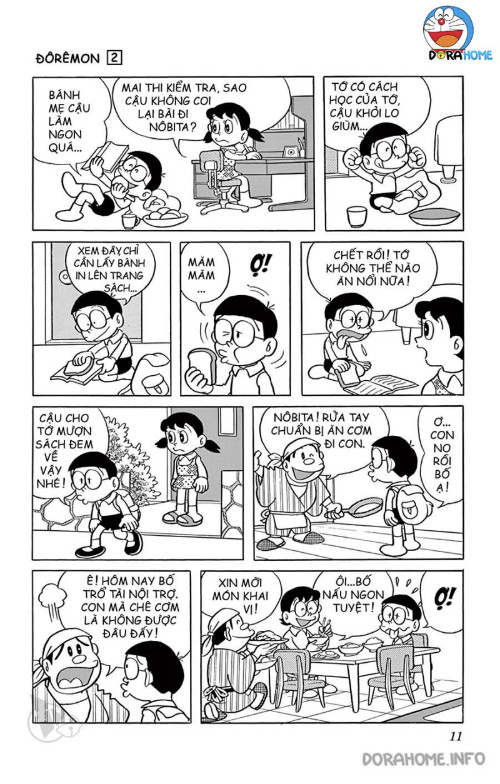 DORAHOME
ĐÔRÊMON 2
BÁNH
MẸ CẬU
LÀM
NGON
QUÁ...
MAI THI KIỂM TRA, SAO
CẬU KHÔNG COI
LẠI BÀI ĐI
NÔBITA?
TỚ CÓ CÁCH
HỌC CỦA TỚ,
CẬU KHỎI LO
GIÙM...
XEM ĐÂY, CHỈ
CẦN LẤY BÁNH
IN LÊN TRANG
SÁCH...
MĂM
MĂM
...
Ợ!
CHẾT RỒI! TỚ
KHÔNG THỂ NÀO
ĂN NỔI NỮA!
CẬU CHO
TỚ MƯỢN
SÁCH ĐEM
VỀ
VẬY
NHÉ!
NÔBITA! RỬA TAY
CHUẨN BỊ ĂN CƠM
ĐI CON.
Ơ...
CON
NO
RỒI
BỐ
Ạ!
Ê! HÔM NAY BỐ
TRỔ TÀI NỘI TRỢ.
CON MÀ CHÊ CƠM
LÀ KHÔNG ĐƯỢC
ĐÂU ĐẤY!
XIN MỜI
MÓN KHAI
VỊ!
ÔI...BỐ
NẤU NGON
TUYỆT!
Ợ!
11
DORAHOME.INFO